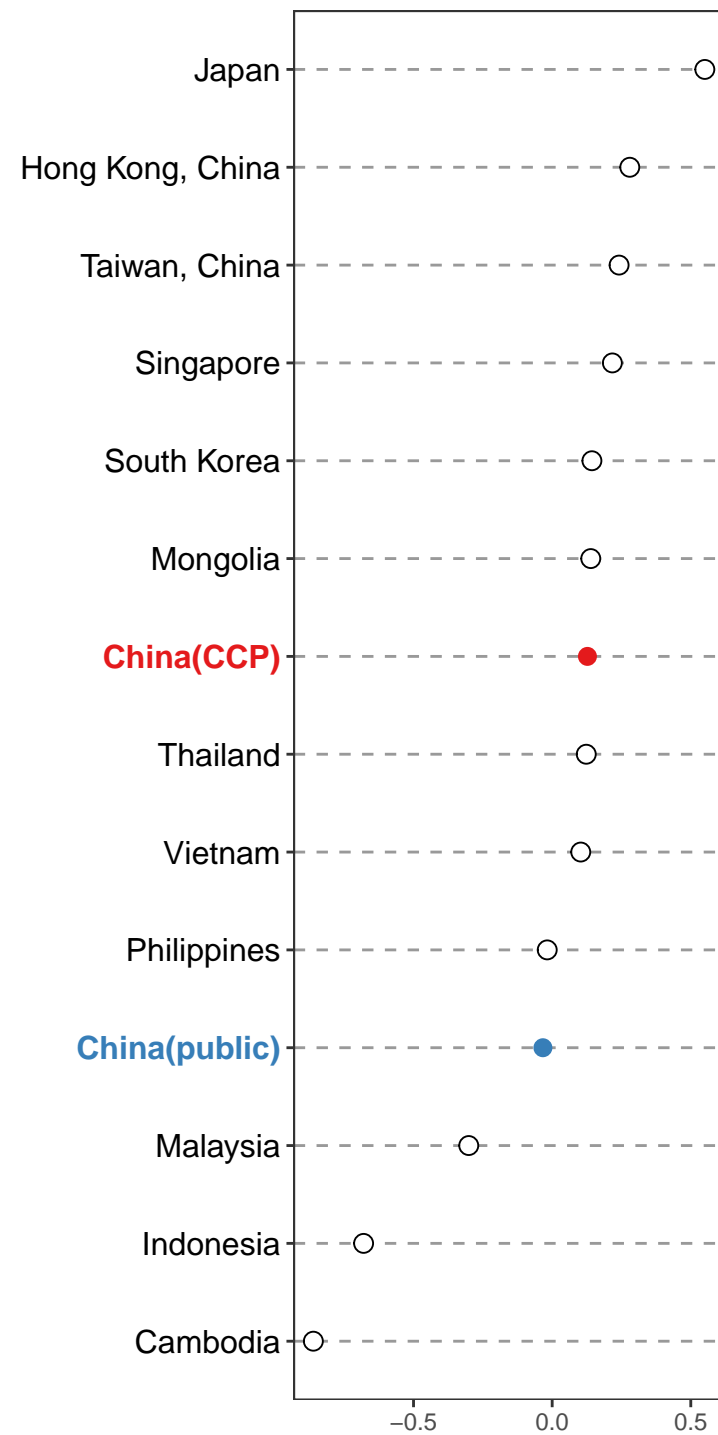 Japan
Hong Kong, China
Taiwan, China
Singapore
South Korea
Mongolia
China(CCP)
Thailand
Vietnam
Philippines
China(public)
Malaysia
Indonesia
Cambodia
−0.5 0.0 0.5